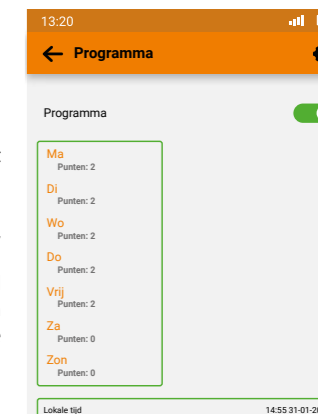 13:20
Programma
Programma
Ma
Punten: 2
Di
Punten: 2
Wo
Punten: 2
Do
Punten: 2
Vrij
Punten: 2
Za
Punten: 0
Zon
Punten: 0
Lokale tijd 14:55 31-01-2